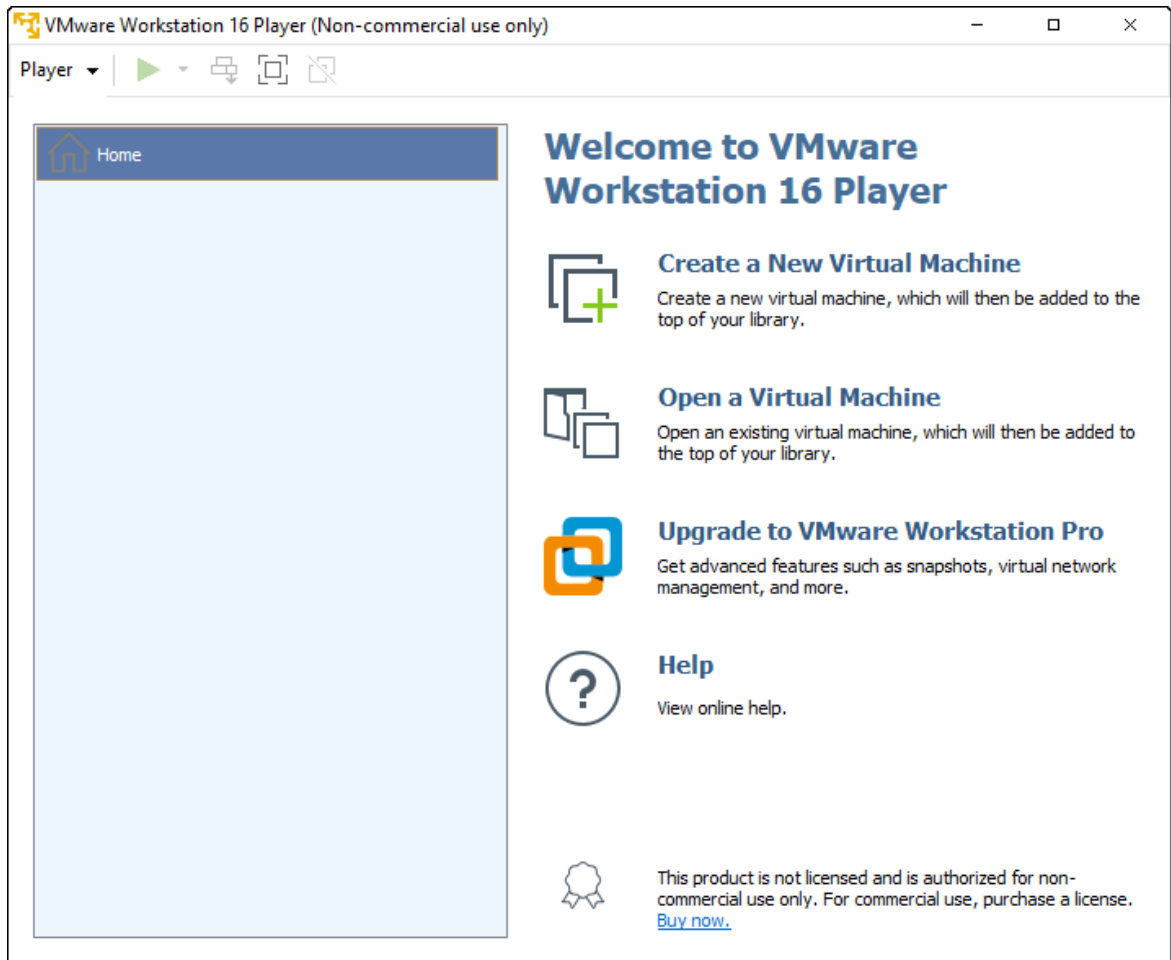 VMware Workstation 16 Player (Non-commercial use only)
Player
Home
Welcome to VMware
Workstation 16 Player
Create a New Virtual Machine
Create a new virtual machine, which will then be added to the
top of your library.
Open a Virtual Machine
Open an existing virtual machine, which will then be added to
the top of your library.
Upgrade to VMware Workstation Pro
Get advanced features such as snapshots, virtual network
management, and more.
Help
View online help.
This product is not licensed and is authorized for non-
commercial use only. For commercial use, purchase a license.
Buy now.